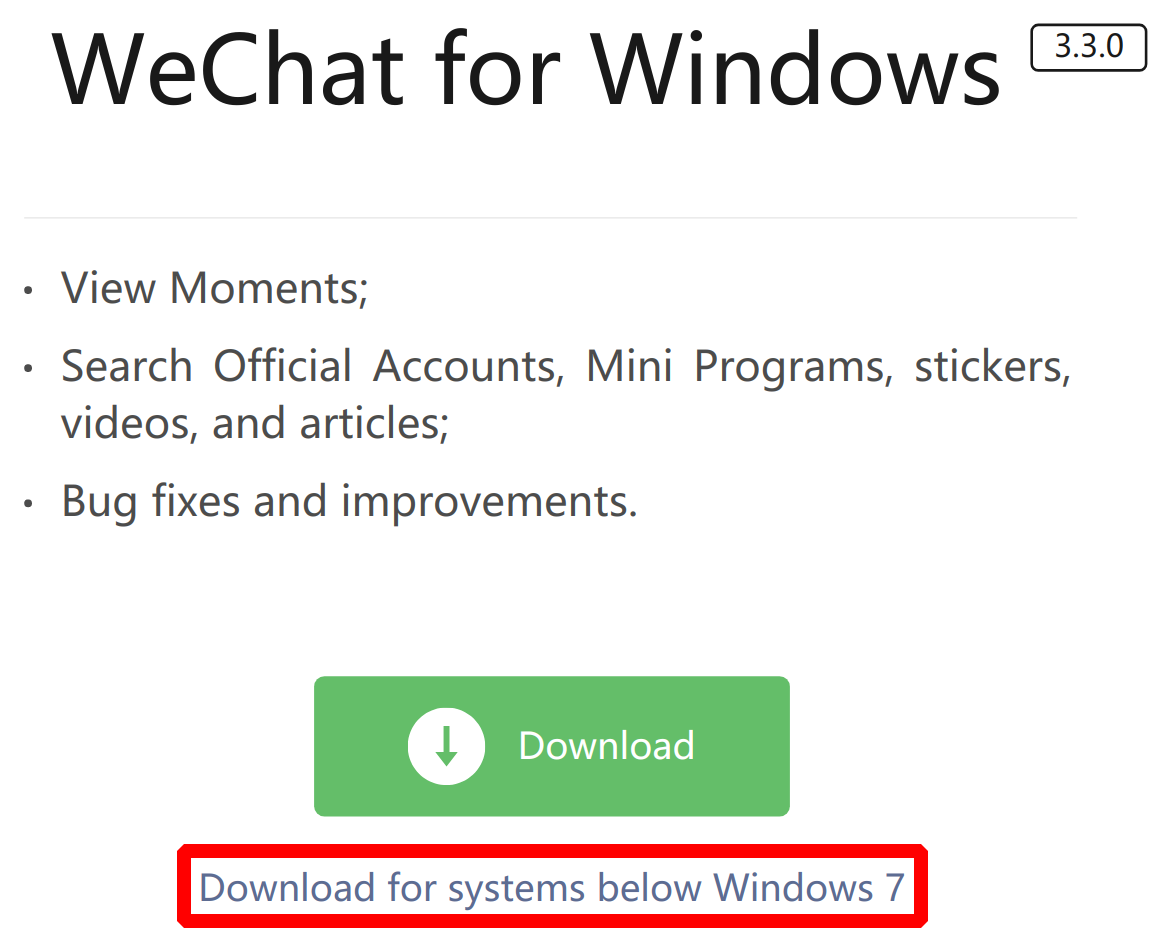 WeChat for Windows 3.3.0
• View Moments;
• Search Official Accounts, Mini Programs, stickers,
videos, and articles;
• Bug fixes and improvements.
Download
Download for systems below Windows 7